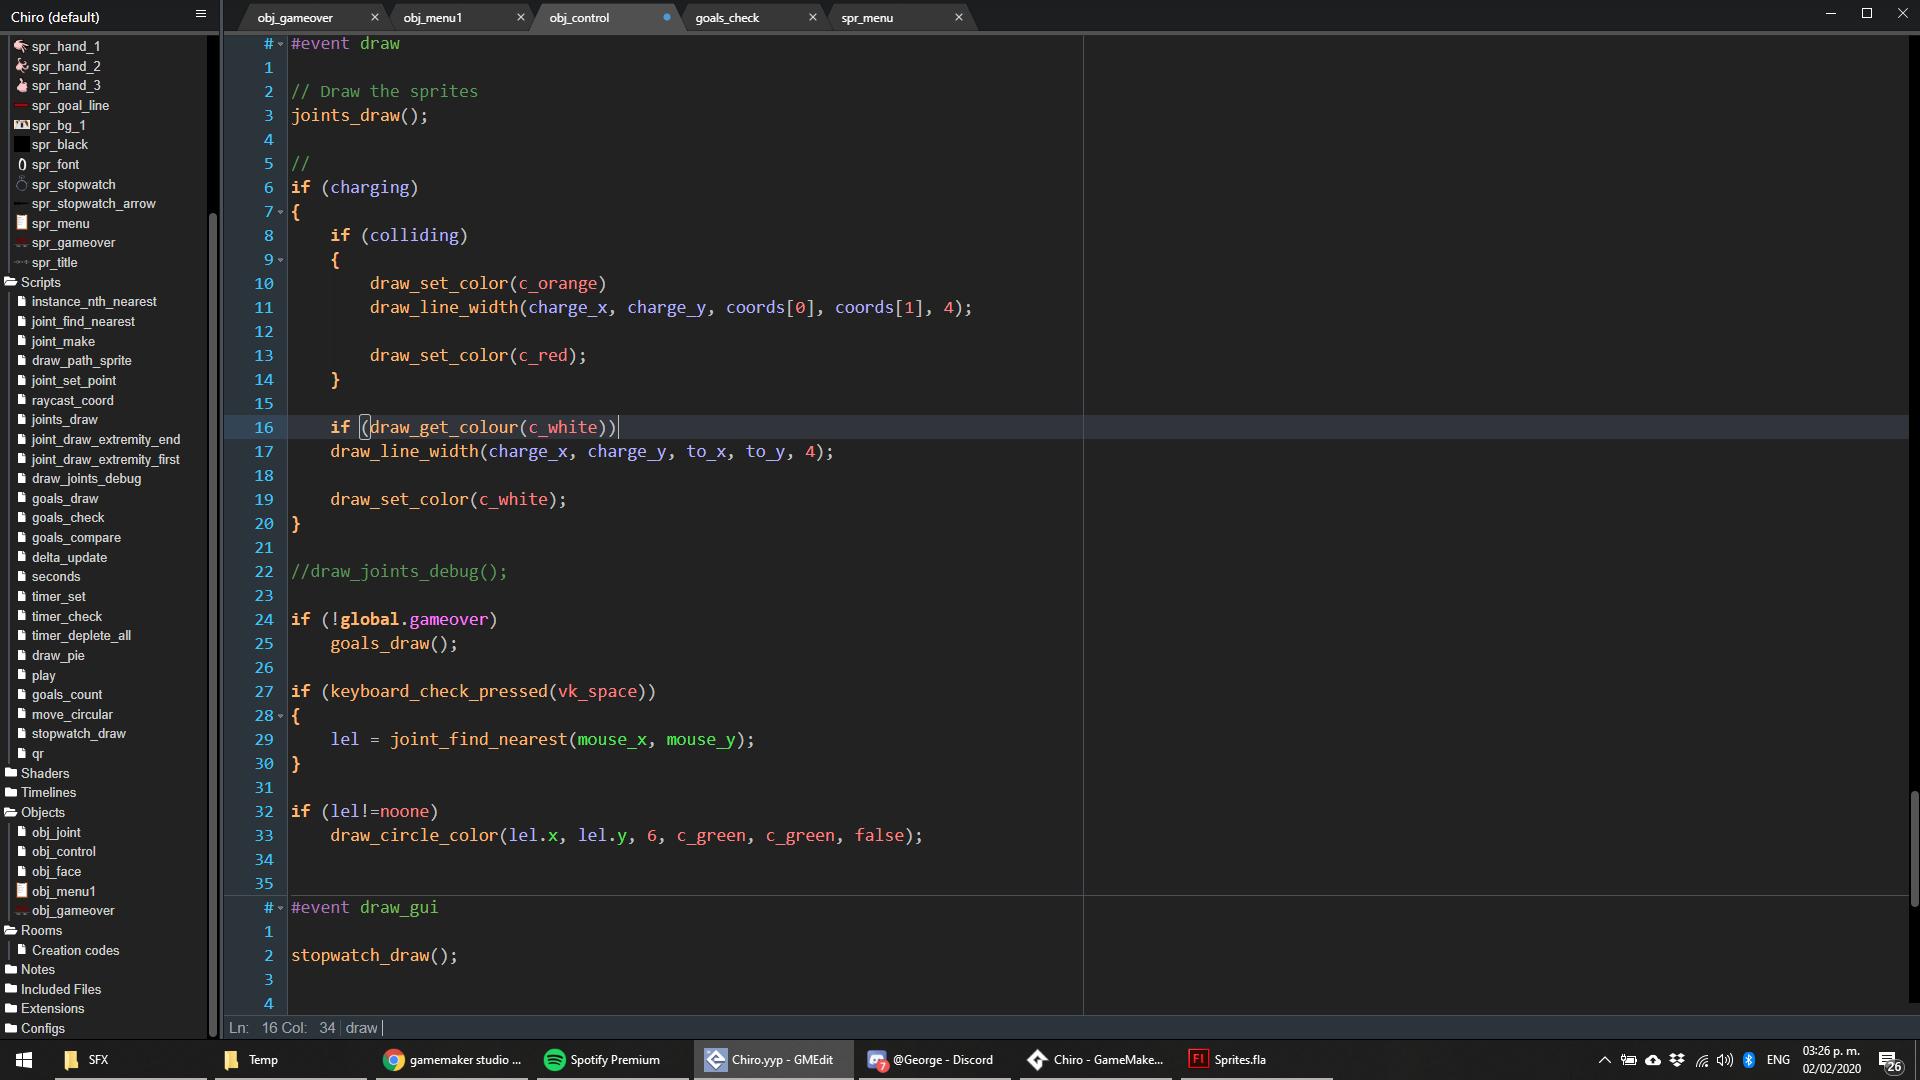 Chiro (default)
obj_gameover × obj_menu1 × obj_control goals_check × spr_menu ×
spr_hand_1
spr_hand_2
spr_hand_3
spr_goal_line
spr_bg_1
spr_black
spr_font
spr_stopwatch
spr_stopwatch_arrow
spr_menu
spr_gameover
spr_title
Scripts
instance_nth_nearest
joint_find_nearest
joint_make
draw_path_sprite
joint_set_point
raycast_coord
joints_draw
joint_draw_extremity_end
joint_draw_extremity_first
draw_joints_debug
goals_draw
goals_check
goals_compare
delta_update
seconds
timer_set
timer_check
timer_deplete_all
draw_pie
play
goals_count
move_circular
stopwatch_draw
qr
Shaders
Timelines
Objects
obj_joint
obj_control
obj_face
obj_menu1
obj_gameover
Rooms
Creation codes
Notes
Included Files
Extensions
Configs
# #event draw
1
2 // Draw the sprites
3 joints_draw();
4
5 //
6 if (charging)
7 {
8 if (colliding)
9 {
10 draw_set_color(c_orange)
11 draw_line_width(charge_x, charge_y, coords[0], coords[1], 4);
12
13 draw_set_color(c_red);
14 }
15
16 if (draw_get_colour(c_white))
17 draw_line_width(charge_x, charge_y, to_x, to_y, 4);
18
19 draw_set_color(c_white);
20 }
21
22 //draw_joints_debug();
23
24 if (!global.gameover)
25 goals_draw();
26
27 if (keyboard_check_pressed(vk_space))
28 {
29 lel = joint_find_nearest(mouse_x, mouse_y);
30 }
31
32 if (lel!=noone)
33 draw_circle_color(lel.x, lel.y, 6, c_green, c_green, false);
34
35
# #event draw_gui
1
2 stopwatch_draw();
3
4
Ln: 16 Col: 34 draw
SFX Temp gamemaker studio ... Spotify Premium Chiro.yyp - GMEdit 7 @George - Discord Chiro - GameMake... Fl Sprites.fla ENG 03:26 p. m. 26
02/02/2020